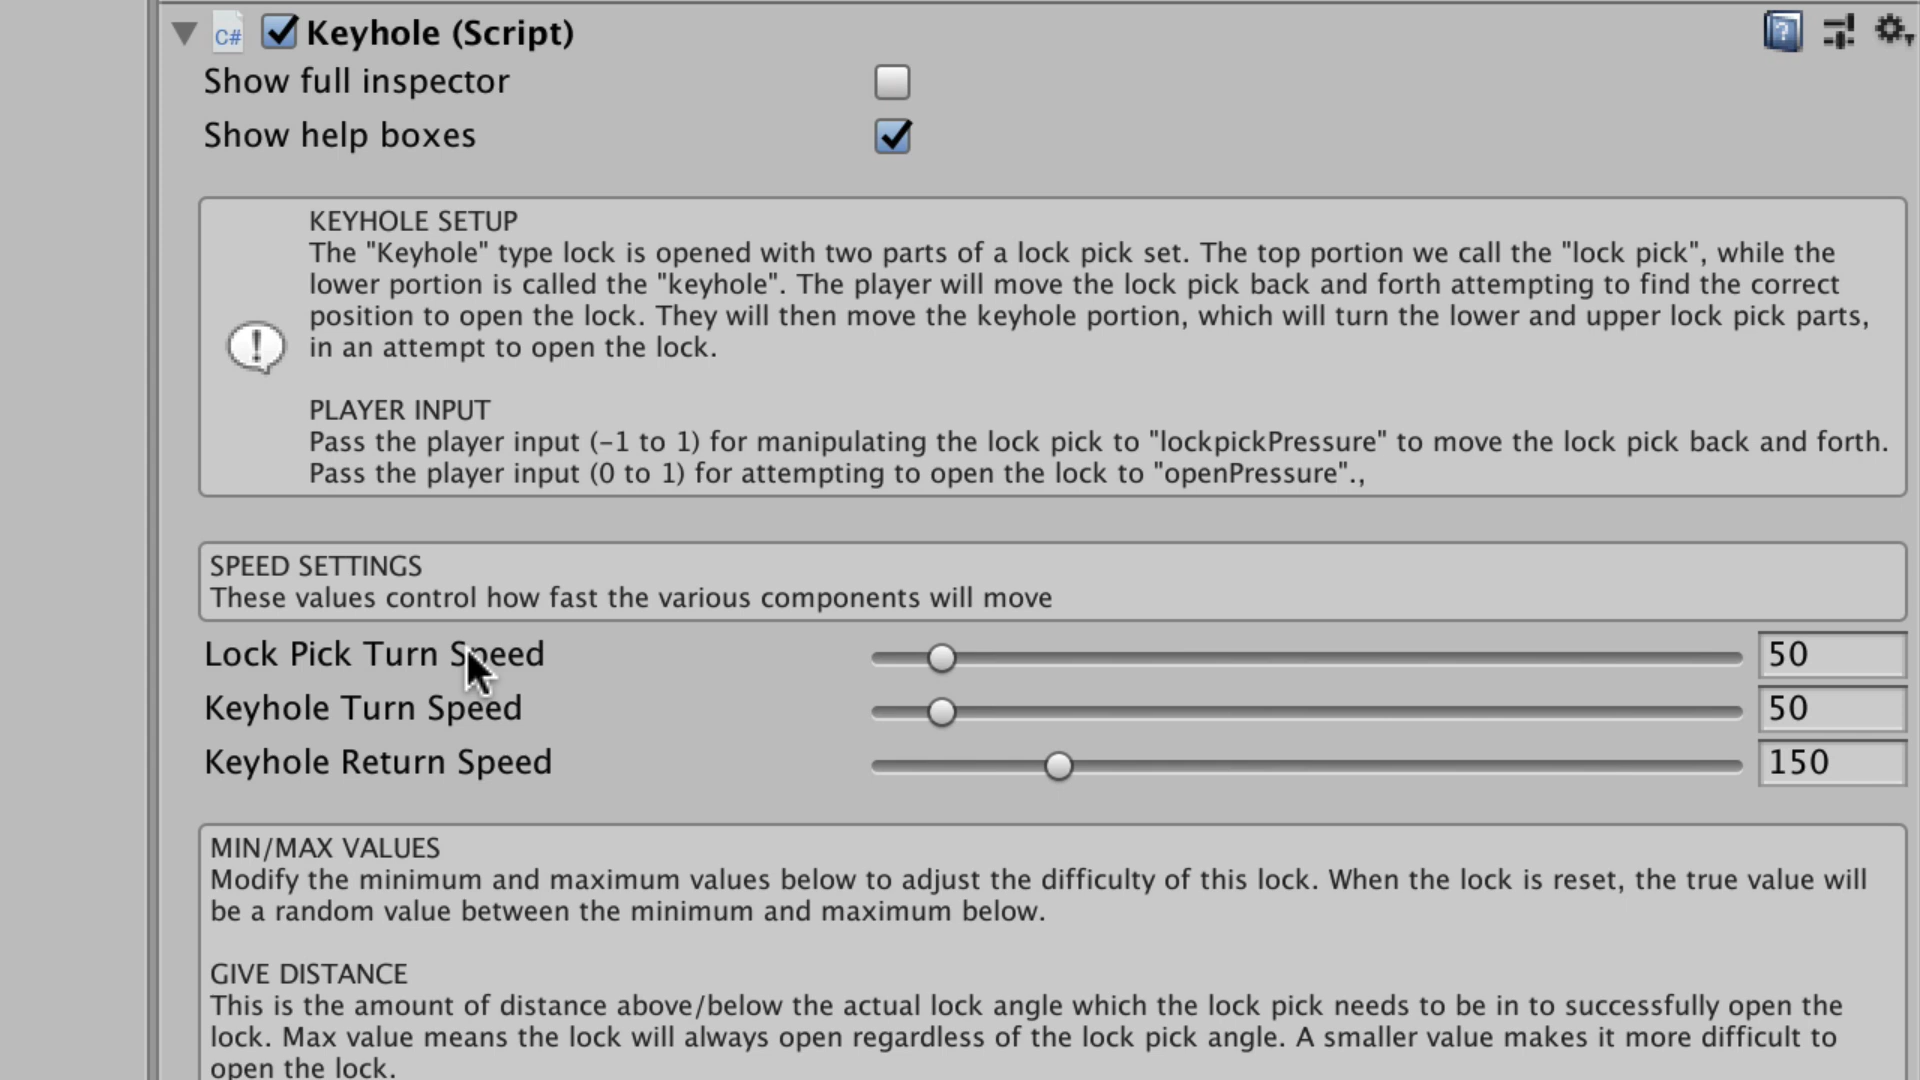 C# Keyhole (Script)
Show full inspector
Show help boxes
KEYHOLE SETUP
The "Keyhole" type lock is opened with two parts of a lock pick set. The top portion we call the "lock pick", while the
lower portion is called the "keyhole". The player will move the lock pick back and forth attempting to find the correct
position to open the lock. They will then move the keyhole portion, which will turn the lower and upper lock pick parts,
in an attempt to open the lock.
PLAYER INPUT
Pass the player input (-1 to 1) for manipulating the lock pick to "lockpickPressure" to move the lock pick back and forth.
Pass the player input (0 to 1) for attempting to open the lock to "openPressure".,
SPEED SETTINGS
These values control how fast the various components will move
Lock Pick Turn Speed 50
Keyhole Turn Speed 50
Keyhole Return Speed 150
MIN/MAX VALUES
Modify the minimum and maximum values below to adjust the difficulty of this lock. When the lock is reset, the true value will
be a random value between the minimum and maximum below.
GIVE DISTANCE
This is the amount of distance above/below the actual lock angle which the lock pick needs to be in to successfully open the
lock. Max value means the lock will always open regardless of the lock pick angle. A smaller value makes it more difficult to
open the lock.